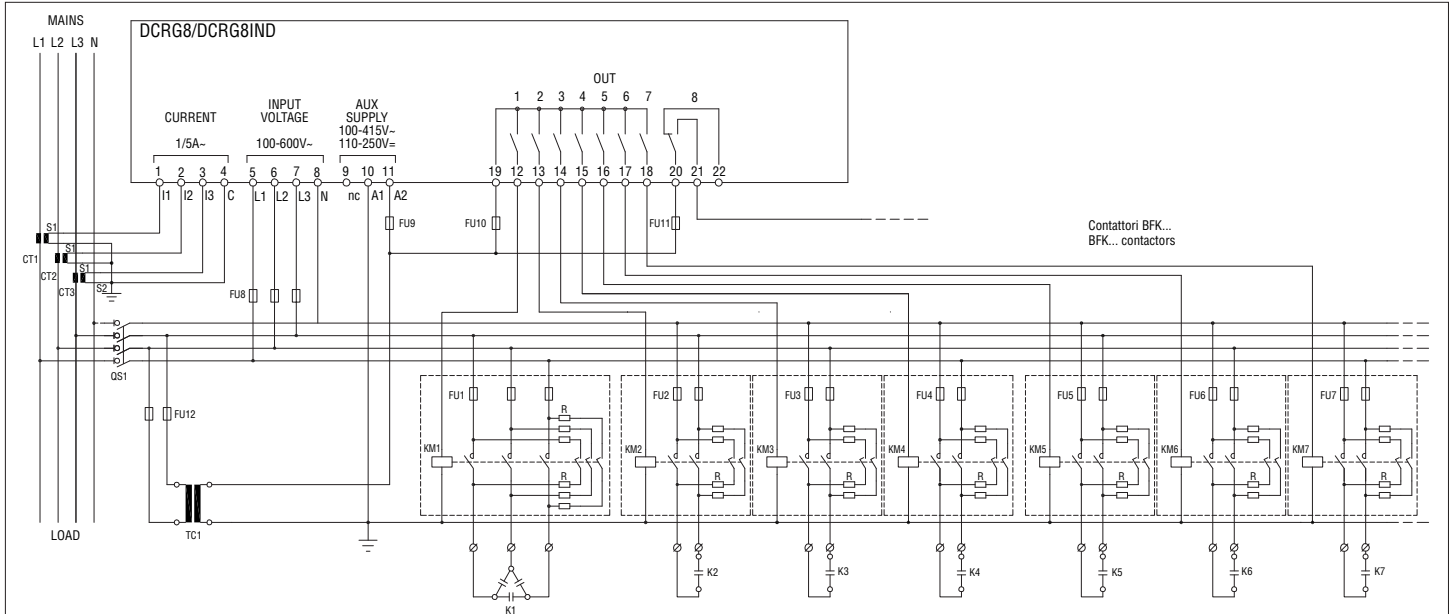 MAINS
L1 L2 L3 N
DCRG8/DCRG8IND
OUT
1 2 3 4 5 6 7 8
CURRENT
1/5A~
INPUT
VOLTAGE
100-600V~
AUX
SUPPLY
100-415V~
110-250V=
1 2 3 4 5 6 7 8 9 10 11 19 12 13 14 15 16 17 18 20 21 22
I1 I2 I3 C L1 L2 L3 N nc A1 A2
FU9 FU10 FU11
Contattori BFK...
BFK... contactors
S1
CT1
S1
CT2
S1
CT3
S2
FU8
QS1
FU12
FU1 FU2 FU3 FU4 FU5 FU6 FU7
R
KM1 KM2 KM3 KM4 KM5 KM6 KM7
R R R R R R R
LOAD
TC1
K1
K2 K3 K4 K5 K6 K7